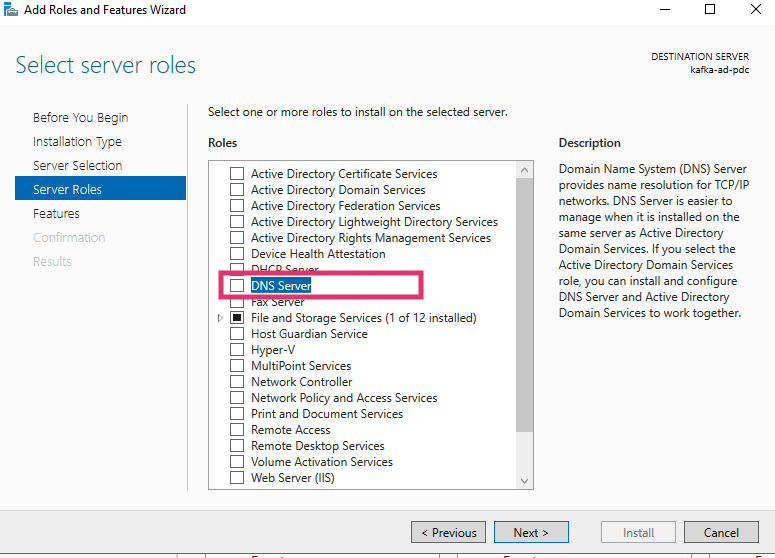 Add Roles and Features Wizard
Select server roles
DESTINATION SERVER
kafka-ad-pdc
Before You Begin
Installation Type
Server Selection
Server Roles
Features
Confirmation
Results
Select one or more roles to install on the selected server.
Roles
Active Directory Certificate Services
Active Directory Domain Services
Active Directory Federation Services
Active Directory Lightweight Directory Services
Active Directory Rights Management Services
Device Health Attestation
DHCP Server
DNS Server
Fax Server
File and Storage Services (1 of 12 installed)
Host Guardian Service
Hyper-V
MultiPoint Services
Network Controller
Network Policy and Access Services
Print and Document Services
Remote Access
Remote Desktop Services
Volume Activation Services
Web Server (IIS)
Description
Domain Name System (DNS) Server
provides name resolution for TCP/IP
networks. DNS Server is easier to
manage when it is installed on the
same server as Active Directory
Domain Services. If you select the
Active Directory Domain Services
role, you can install and configure
DNS Server and Active Directory
Domain Services to work together.
< Previous
Next >
Install
Cancel